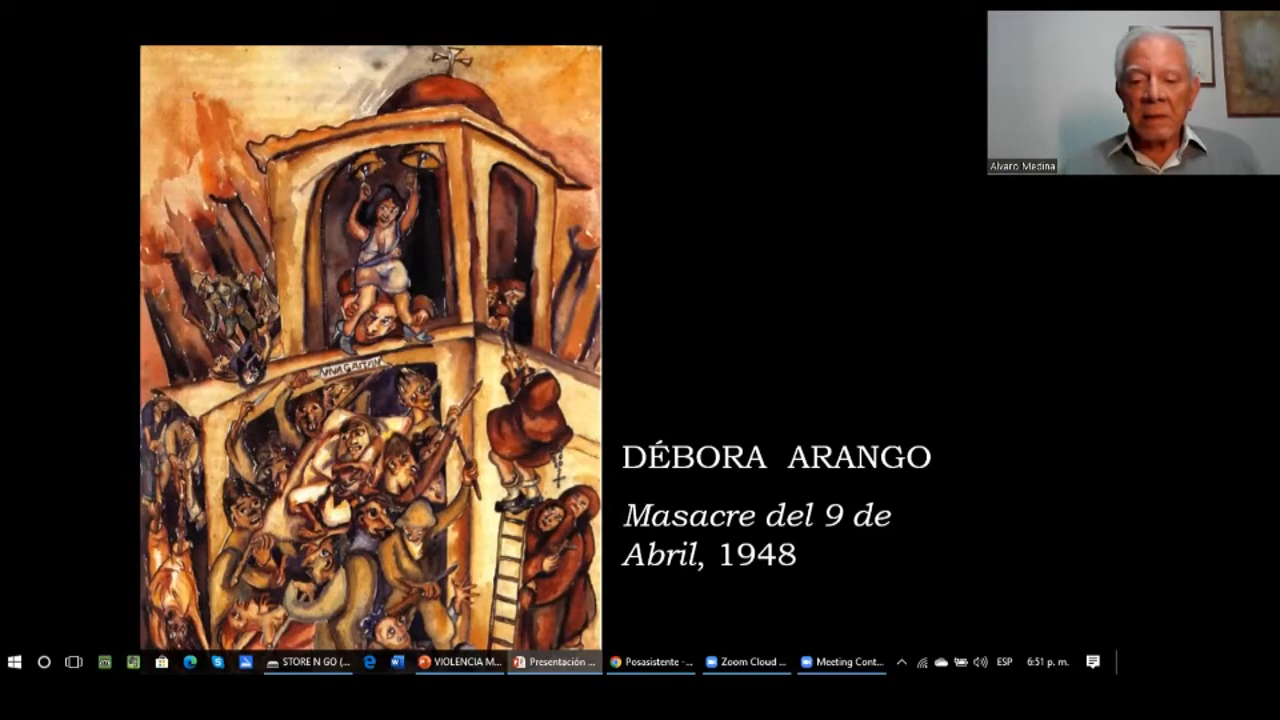 Alvaro Medina
VIVA GAITAN
DÉBORA ARANGO
Masacre del 9 de
Abril, 1948
STORE N GO (...
VIOLENCIA M...
Presentación ...
Posasistente -...
Zoom Cloud ...
Meeting Cont...
ESP
6:51 p. m.